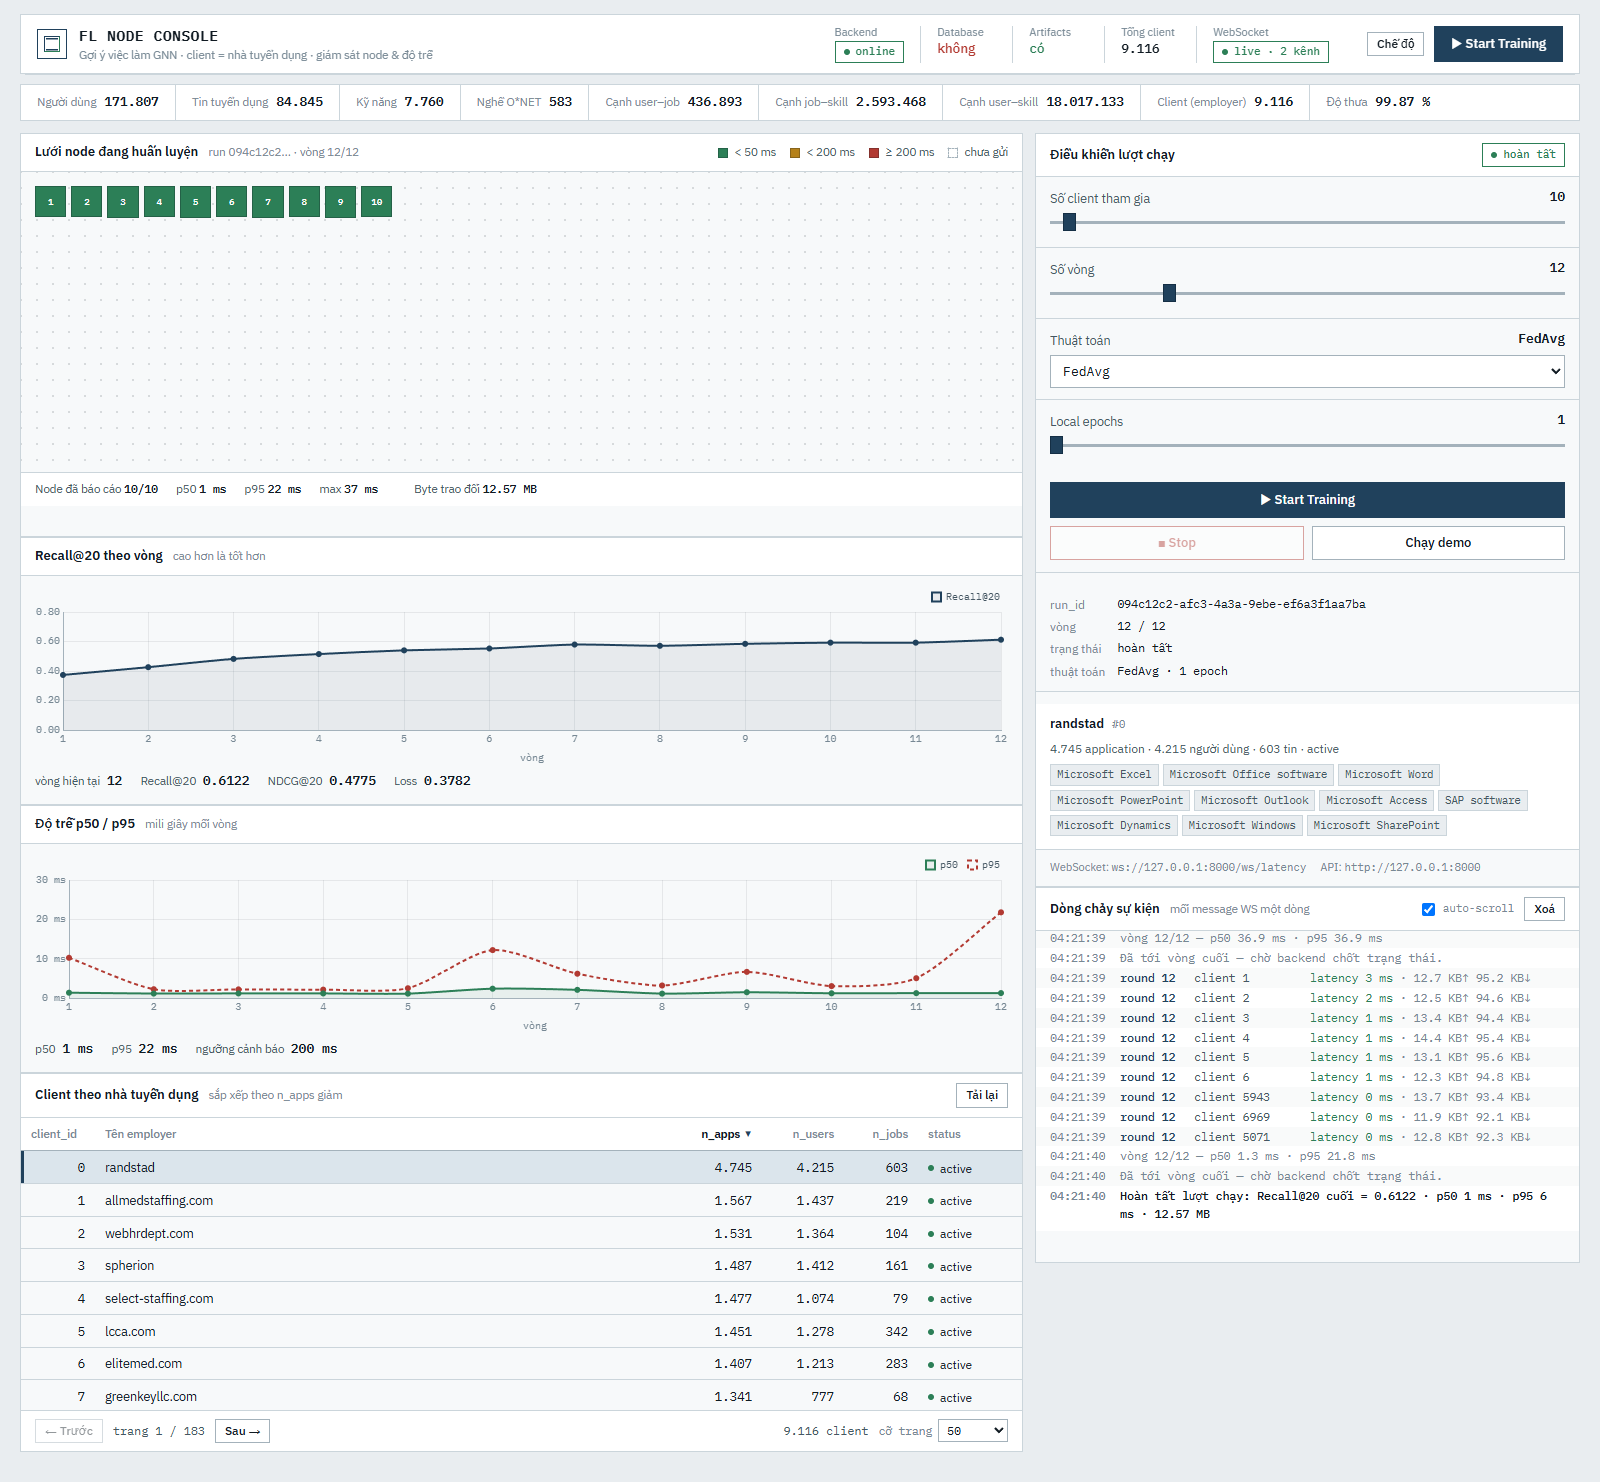 FL NODE CONSOLE
Gợi ý việc làm GNN · client = nhà tuyển dụng · giám sát node & độ trễ
Backend
● online
Database
không
Artifacts
có
Tổng client
9.116
WebSocket
● live · 2 kênh
Chế độ
▶ Start Training
Người dùng 171.807
Tin tuyển dụng 84.845
Kỹ năng 7.760
Nghề O*NET 583
Cạnh user–job 436.893
Cạnh job–skill 2.593.468
Cạnh user–skill 18.017.133
Client (employer) 9.116
Độ thưa 99.87 %
Lưới node đang huấn luyện run 094c12c2… · vòng 12/12
< 50 ms < 200 ms ≥ 200 ms chưa gửi
1 2 3 4 5 6 7 8 9 10
Node đã báo cáo 10/10 p50 1 ms p95 22 ms max 37 ms Byte trao đổi 12.57 MB
Recall@20 theo vòng cao hơn là tốt hơn
Recall@20
0.80
0.60
0.40
0.20
0.00
1 2 3 4 5 6 7 8 9 10 11 12
vòng
vòng hiện tại 12 Recall@20 0.6122 NDCG@20 0.4775 Loss 0.3782
Độ trễ p50 / p95 mili giây mỗi vòng
p50 p95
30 ms
20 ms
10 ms
0 ms
1 2 3 4 5 6 7 8 9 10 11 12
vòng
p50 1 ms p95 22 ms ngưỡng cảnh báo 200 ms
Client theo nhà tuyển dụng sắp xếp theo n_apps giảm
Tải lại
client_id Tên employer n_apps ▼ n_users n_jobs status
0 randstad 4.745 4.215 603 ● active
1 allmedstaffing.com 1.567 1.437 219 ● active
2 webhrdept.com 1.531 1.364 104 ● active
3 spherion 1.487 1.412 161 ● active
4 select-staffing.com 1.477 1.074 79 ● active
5 lcca.com 1.451 1.278 342 ● active
6 elitemed.com 1.407 1.213 283 ● active
7 greenkeyllc.com 1.341 777 68 ● active
← Trước trang 1 / 183 Sau → 9.116 client cỡ trang 50
Điều khiển lượt chạy
● hoàn tất
Số client tham gia 10
Số vòng 12
Thuật toán FedAvg
FedAvg
Local epochs 1
▶ Start Training
■ Stop
Chạy demo
run_id 094c12c2-afc3-4a3a-9ebe-ef6a3f1aa7ba
vòng 12 / 12
trạng thái hoàn tất
thuật toán FedAvg · 1 epoch
randstad #0
4.745 application · 4.215 người dùng · 603 tin · active
Microsoft Excel Microsoft Office software Microsoft Word
Microsoft PowerPoint Microsoft Outlook Microsoft Access SAP software
Microsoft Dynamics Microsoft Windows Microsoft SharePoint
WebSocket: ws://127.0.0.1:8000/ws/latency API: http://127.0.0.1:8000
Dòng chảy sự kiện mỗi message WS một dòng
auto-scroll
Xoá
04:21:39 vòng 12/12 — p50 36.9 ms · p95 36.9 ms
04:21:39 Đã tới vòng cuối — chờ backend chốt trạng thái.
04:21:39 round 12 client 1 latency 3 ms · 12.7 KB↑ 95.2 KB↓
04:21:39 round 12 client 2 latency 2 ms · 12.5 KB↑ 94.6 KB↓
04:21:39 round 12 client 3 latency 1 ms · 13.4 KB↑ 94.4 KB↓
04:21:39 round 12 client 4 latency 1 ms · 14.4 KB↑ 95.4 KB↓
04:21:39 round 12 client 5 latency 1 ms · 13.1 KB↑ 95.6 KB↓
04:21:39 round 12 client 6 latency 1 ms · 12.3 KB↑ 94.8 KB↓
04:21:39 round 12 client 5943 latency 0 ms · 13.7 KB↑ 93.4 KB↓
04:21:39 round 12 client 6969 latency 0 ms · 11.9 KB↑ 92.1 KB↓
04:21:39 round 12 client 5071 latency 0 ms · 12.8 KB↑ 92.3 KB↓
04:21:40 vòng 12/12 — p50 1.3 ms · p95 21.8 ms
04:21:40 Đã tới vòng cuối — chờ backend chốt trạng thái.
04:21:40 Hoàn tất lượt chạy: Recall@20 cuối = 0.6122 · p50 1 ms · p95 6
ms · 12.57 MB